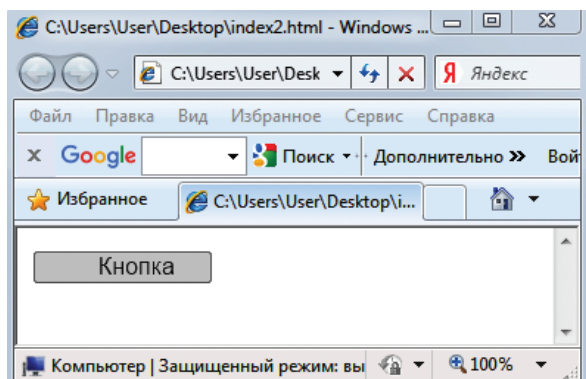 C:\Users\User\Desktop\index2.html - Windows ...
C:\Users\User\Desk Я Яндекс
Файл Правка Вид Избранное Сервис Справка
x Google Поиск Дополнительно » Вой
Избранное C:\Users\User\Desktop\i...
Кнопка
Компьютер | Защищенный режим: вы 100%